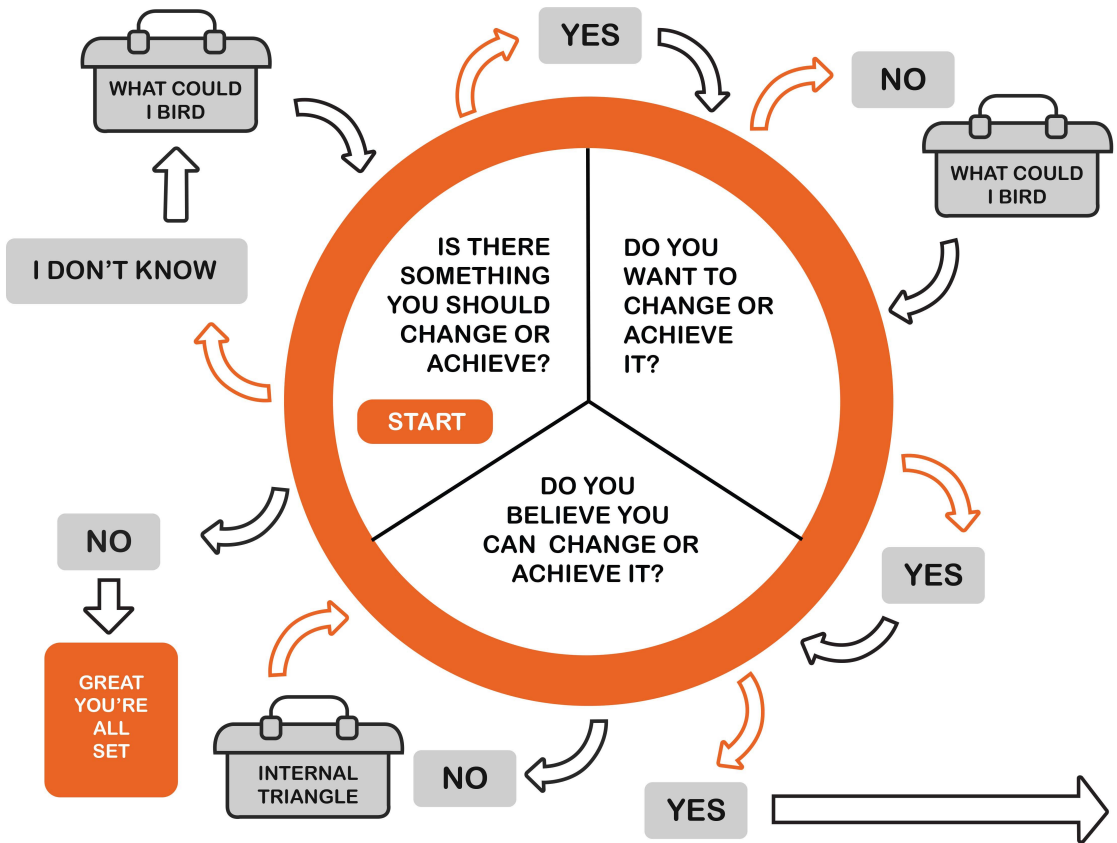 YES
NO
WHAT COULD
I BIRD
WHAT COULD
I BIRD
I DON'T KNOW
IS THERE
SOMETHING
YOU SHOULD
CHANGE OR
ACHIEVE?
START
DO YOU
WANT TO
CHANGE OR
ACHIEVE
IT?
DO YOU
BELIEVE YOU
CAN CHANGE OR
ACHIEVE IT?
NO
YES
GREAT
YOU'RE
ALL
SET
INTERNAL
TRIANGLE
NO
YES